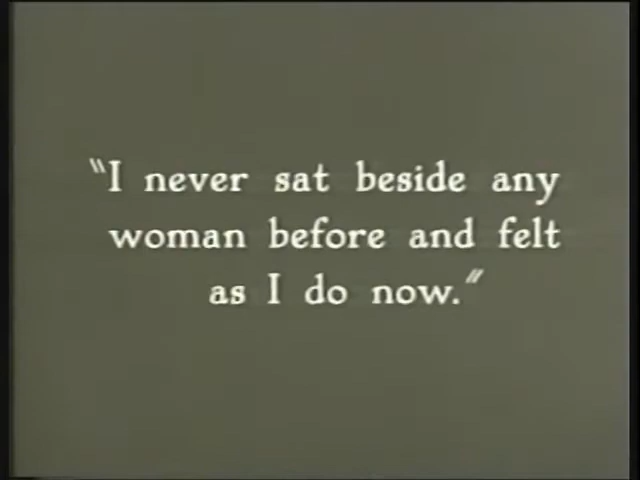 "I never sat beside any
woman before and felt
as I do now."